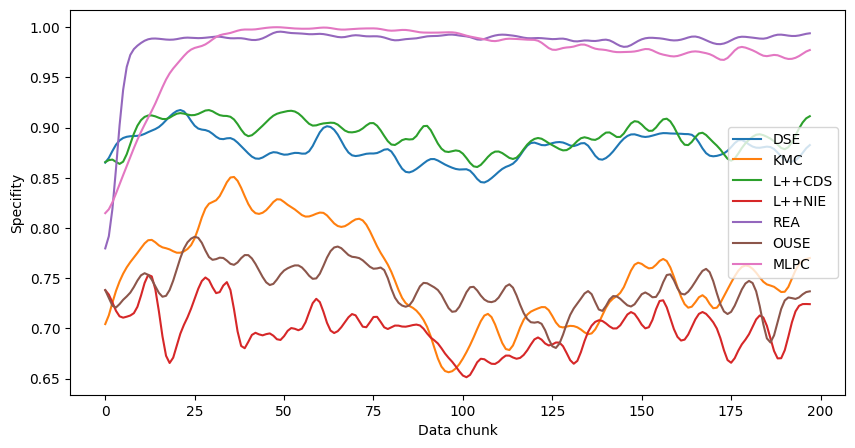 1.00
0.95
0.90
0.85
0.80
0.75
0.70
0.65
Specifity
0 25 50 75 100 125 150 175 200
Data chunk
DSE
KMC
L++CDS
L++NIE
REA
OUSE
MLPC